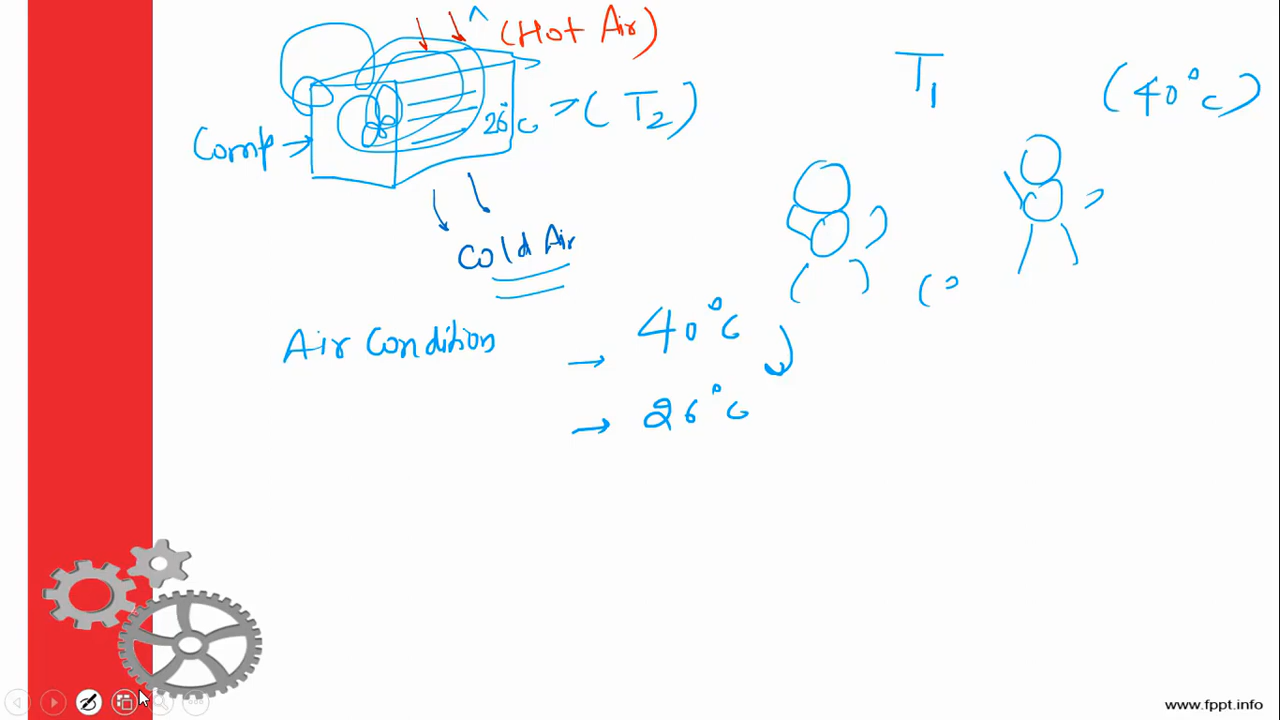 (Hot Air)
T1
(40°C)
26°C
(T2)
Comp
Cold Air
Air Condition
40°C
26°C
www.fppt.info